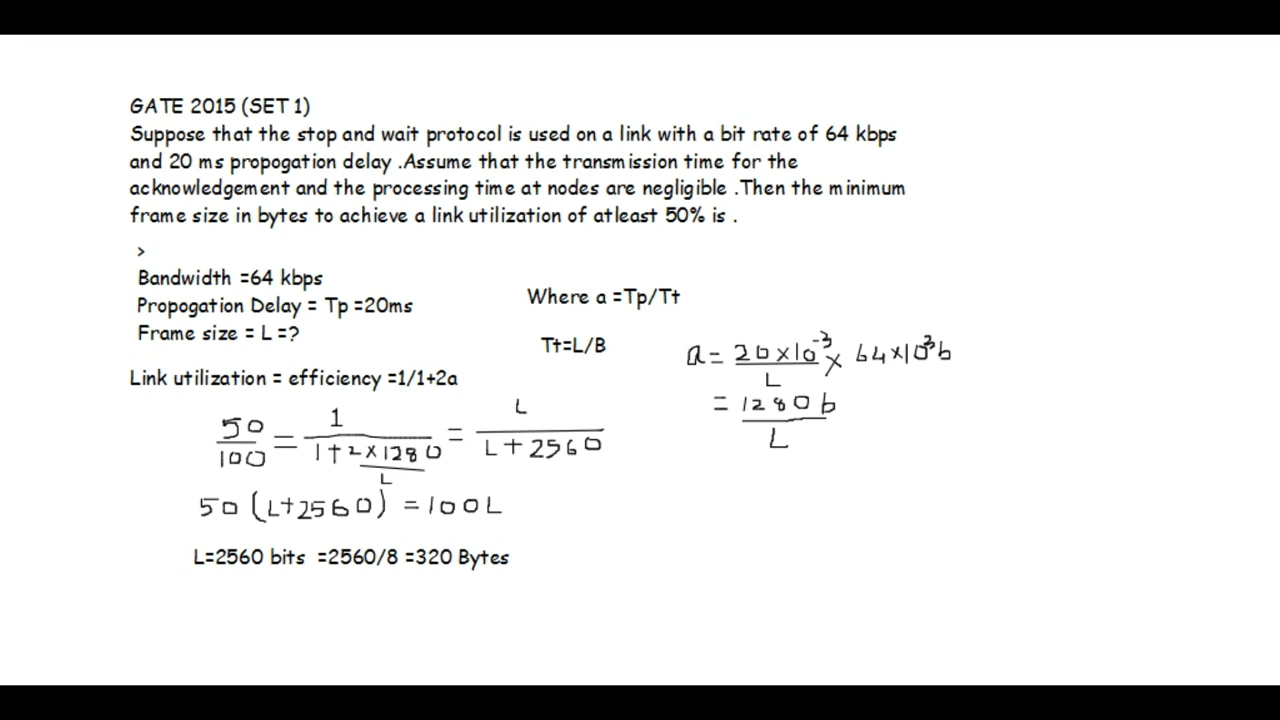 GATE 2015 (SET 1)
Suppose that the stop and wait protocol is used on a link with a bit rate of 64 kbps
and 20 ms propogation delay .Assume that the transmission time for the
acknowledgement and the processing time at nodes are negligible .Then the minimum
frame size in bytes to achieve a link utilization of atleast 50% is .
>
Bandwidth =64 kbps
Propogation Delay = Tp =20ms
Frame size = L =?
Where a =Tp/Tt
Tt=L/B
a = 20×10^-3/L × 64×10^3 b
= 1280 b/L
Link utilization = efficiency =1/1+2a
50/100 = 1/(1+2×1280/L) = L/(L+2560)
50 (L+2560) = 100L
L=2560 bits =2560/8 =320 Bytes